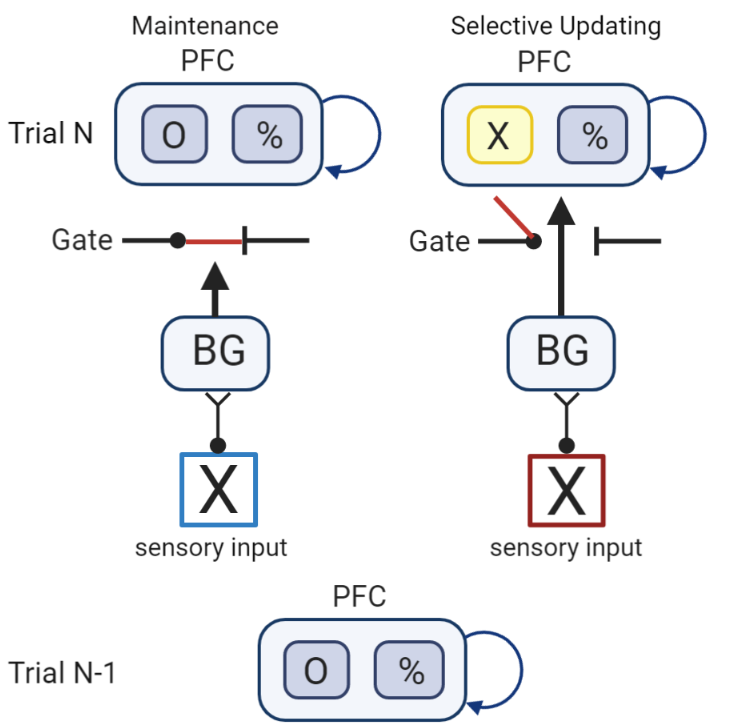 Maintenance
PFC
Selective Updating
PFC
Trial N
O %
X %
Gate
Gate
BG
BG
X
X
sensory input
sensory input
PFC
Trial N-1
O %